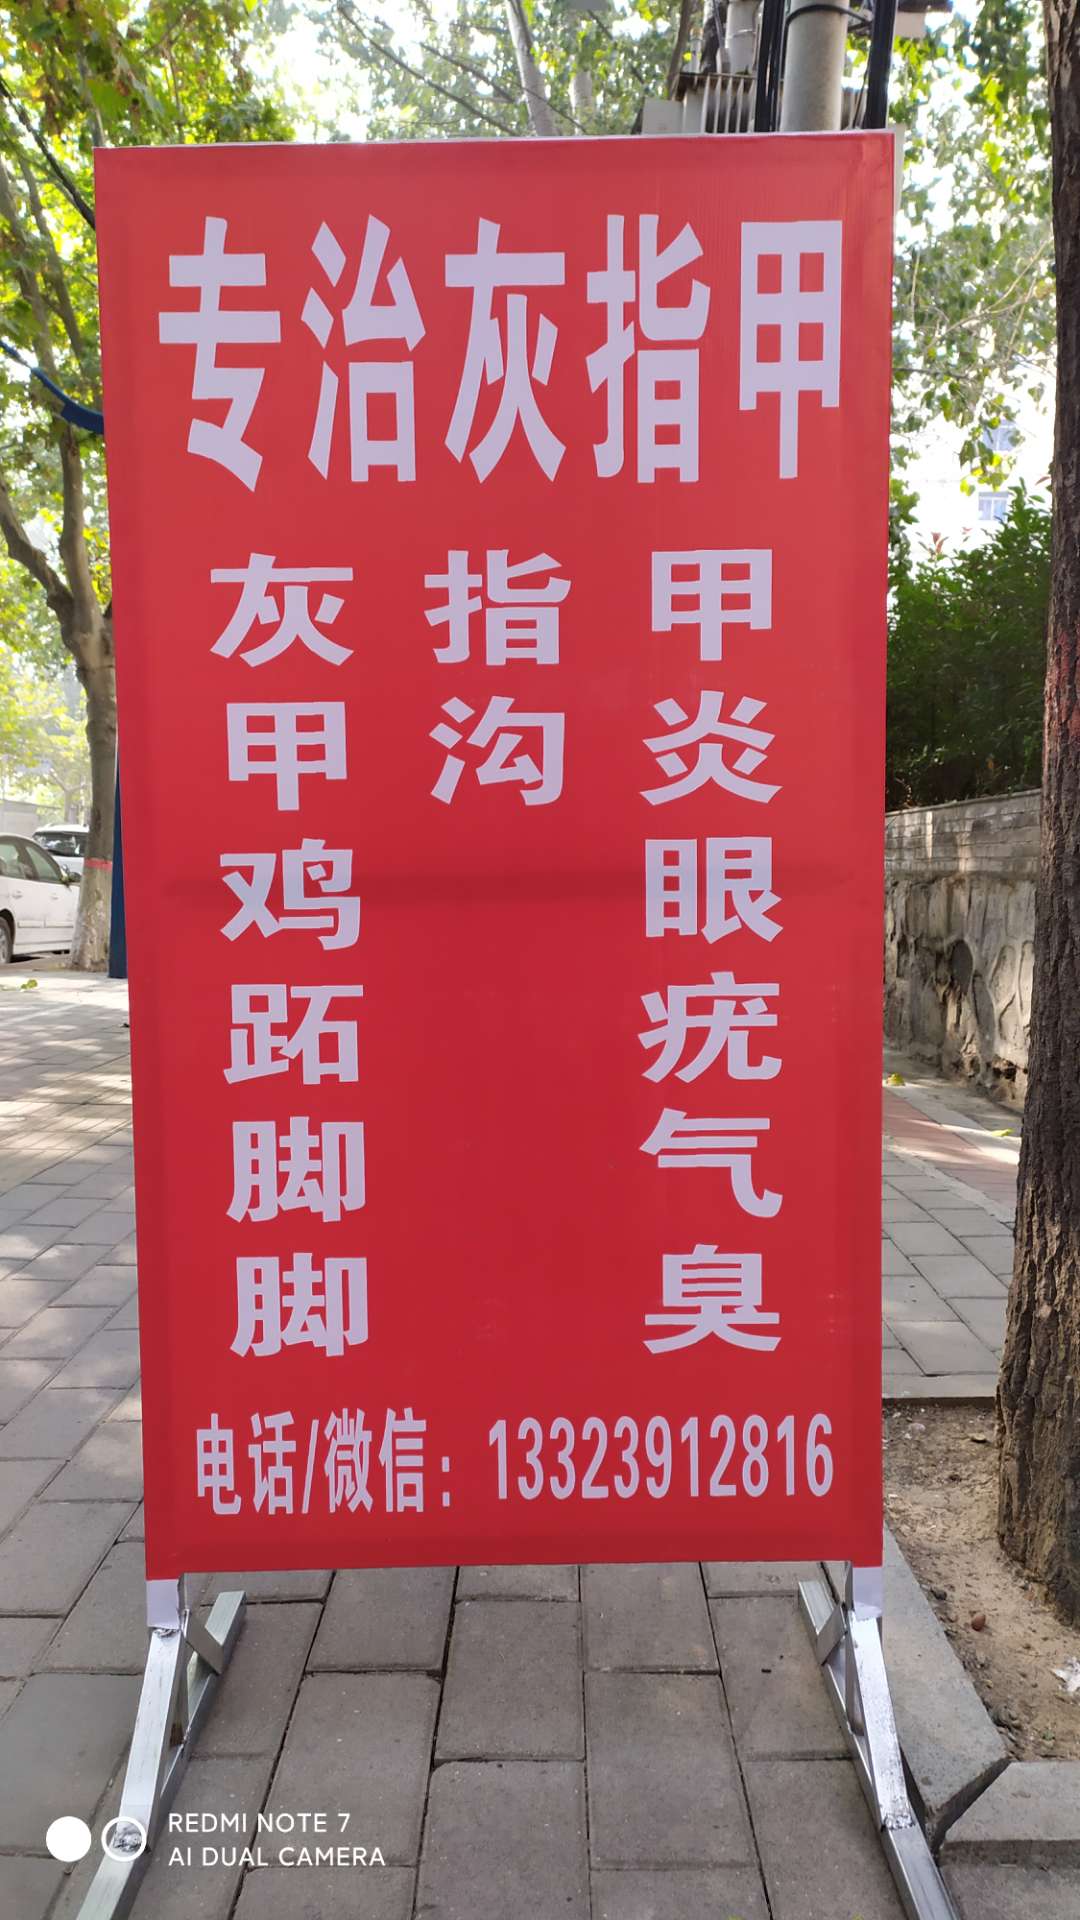 专治灰指甲
灰指甲
甲沟炎
鸡眼
跖疣
脚气
脚臭
电话/微信：13323912816
REDMI NOTE 7
AI DUAL CAMERA